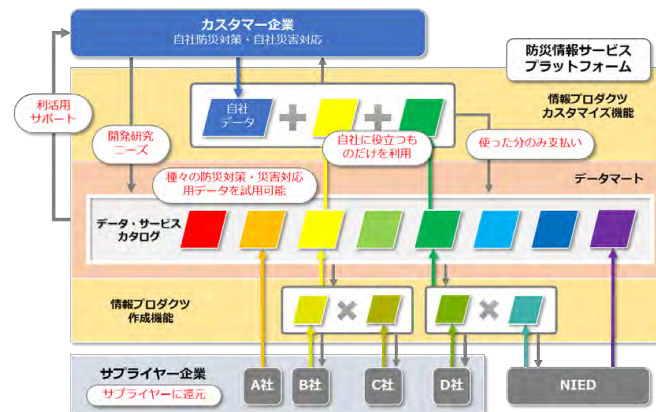 カスタマー企業
自社防災対策・自社災害対応
防災情報サービス
プラットフォーム
利活用
サポート
開発研究
ニーズ
自社
データ
情報プロダクツ
カスタマイズ機能
自社に役立つも
のだけを利用
使った分のみ支払い
種々の防災対策・災害対応
用データを試用可能
データマート
データ・サービス
カタログ
情報プロダクツ
作成機能
サプライヤー企業
サプライヤーに還元
A社
B社
C社
D社
NIED